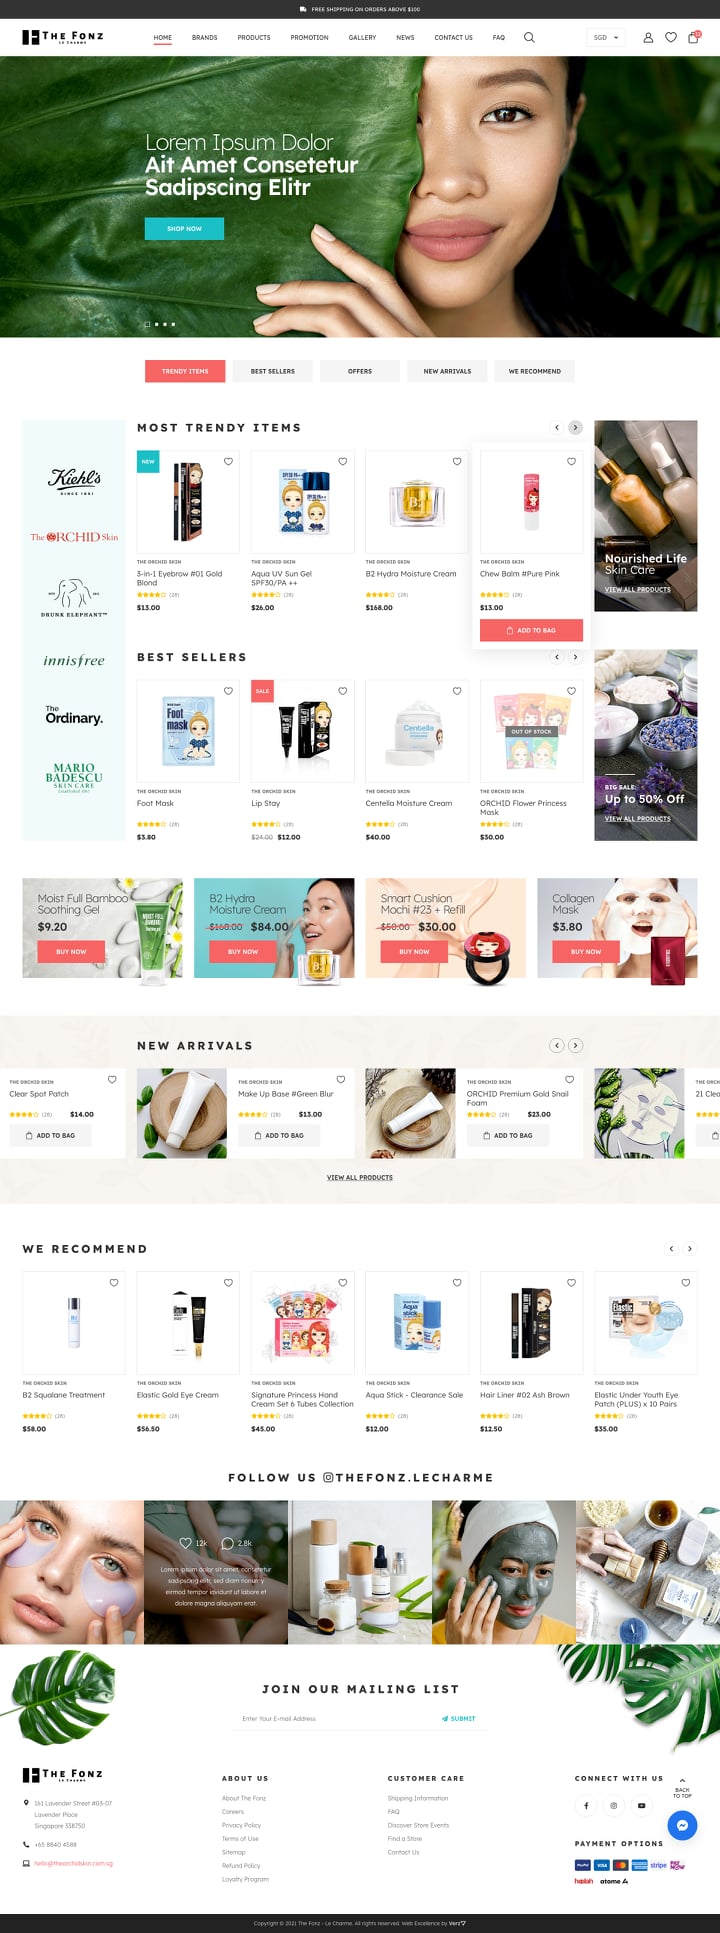 FREE SHIPPING ON ORDERS ABOVE $100
THE FONZ
Le Charme
HOME BRANDS PRODUCTS PROMOTION GALLERY NEWS CONTACT US FAQ
SGD
Lorem Ipsum Dolor
Ait Amet Consetetur
Sadipscing Elitr
SHOP NOW
TRENDY ITEMS BEST SELLERS OFFERS NEW ARRIVALS WE RECOMMEND
Kiehl's
SINCE 1851
The ORCHID Skin
DRUNK ELEPHANT™
innisfree
The
Ordinary.
MARIO
BADESCU
SKIN CARE
MOST TRENDY ITEMS
NEW
THE ORCHID SKIN
3-in-1 Eyebrow #01 Gold
Blond
(28)
$13.00
THE ORCHID SKIN
Aqua UV Sun Gel
SPF30/PA ++
(28)
$26.00
THE ORCHID SKIN
B2 Hydra Moisture Cream
(28)
$168.00
THE ORCHID SKIN
Chew Balm #Pure Pink
(28)
$13.00
ADD TO BAG
Nourished Life
Skin Care
VIEW ALL PRODUCTS
BEST SELLERS
Foot
mask
THE ORCHID SKIN
Foot Mask
(28)
$3.80
SALE
THE ORCHID SKIN
Lip Stay
(28)
$24.00 $12.00
Centella
THE ORCHID SKIN
Centella Moisture Cream
(28)
$40.00
OUT OF STOCK
THE ORCHID SKIN
ORCHID Flower Princess
Mask
(28)
$30.00
BIG SALE:
Up to 50% Off
VIEW ALL PRODUCTS
Moist Full Bamboo
Soothing Gel
$9.20
BUY NOW
B2 Hydra
Moisture Cream
$168.00 $84.00
BUY NOW
Smart Cushion
Mochi #23 + Refill
$50.00 $30.00
BUY NOW
Collagen
Mask
$3.80
BUY NOW
NEW ARRIVALS
THE ORCHID SKIN
Clear Spot Patch
(28) $14.00
ADD TO BAG
THE ORCHID SKIN
Make Up Base #Green Blur
(28) $13.00
ADD TO BAG
THE ORCHID SKIN
ORCHID Premium Gold Snail
Foam
(28) $23.00
ADD TO BAG
THE ORCH
21 Clea
VIEW ALL PRODUCTS
WE RECOMMEND
THE ORCHID SKIN
B2 Squalane Treatment
(28)
$58.00
THE ORCHID SKIN
Elastic Gold Eye Cream
(28)
$56.50
THE ORCHID SKIN
Signature Princess Hand
Cream Set 6 Tubes Collection
(28)
$45.00
Aqua
stick
THE ORCHID SKIN
Aqua Stick - Clearance Sale
(28)
$12.00
THE ORCHID SKIN
Hair Liner #02 Ash Brown
(28)
$12.50
Elastic
THE ORCHID SKIN
Elastic Under Youth Eye
Patch (PLUS) x 10 Pairs
(28)
$35.00
FOLLOW US THEFONZ.LECHARME
12k 2.8k
Lorem ipsum dolor sit amet, consetetur
sadipscing elitr, sed diam nonumy
eirmod tempor invidunt ut labore et
dolore magna aliquyam erat.
JOIN OUR MAILING LIST
Enter Your E-mail Address SUBMIT
THE FONZ
Le Charme
161 Lavender Street #03-07
Lavender Place
Singapore 338750
+65 8840 4588
hello@theorchidskin.com.sg
ABOUT US
About The Fonz
Careers
Privacy Policy
Terms of Use
Sitemap
Refund Policy
Loyalty Program
CUSTOMER CARE
Shipping Information
FAQ
Discover Store Events
Find a Store
Contact Us
CONNECT WITH US
BACK
TO TOP
PAYMENT OPTIONS
PayPal VISA stripe PAY NOW
hoolah atome
Copyright © 2021 The Fonz - Le Charme. All rights reserved. Web Excellence by Verz